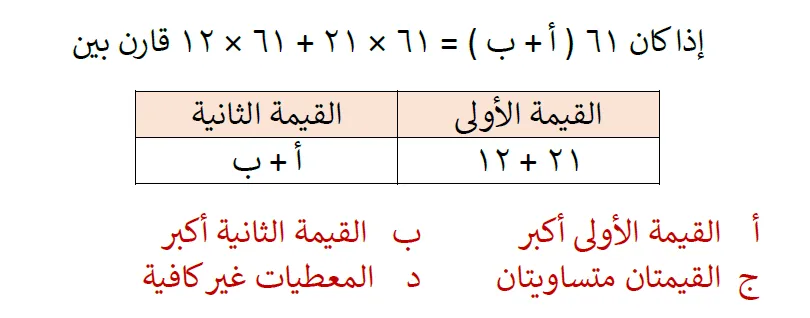 إذا كان ٦١ ( أ + ب ) = ٦١ × ٢١ + ٦١ × ١٢ قارن بين
القيمة الأولى القيمة الثانية
٢١ + ١٢ أ + ب
أ القيمة الأولى أكبر ب القيمة الثانية أكبر
ج القيمتان متساويتان د المعطيات غير كافية